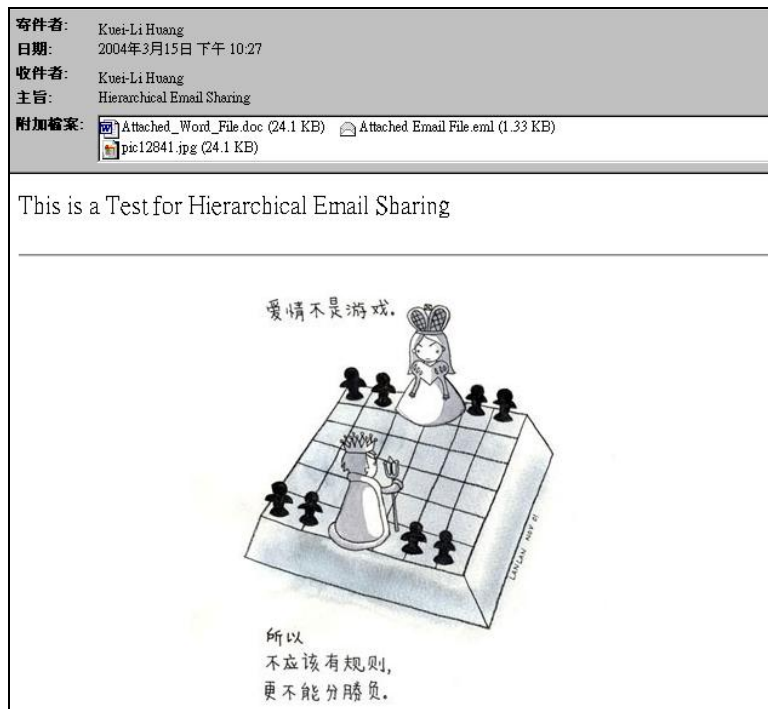 寄件者: Kuei-Li Huang
日期: 2004年3月15日 下午 10:27
收件者: Kuei-Li Huang
主旨: Hierarchical Email Sharing
附加檔案: Attached_Word_File.doc (24.1 KB) Attached Email File.eml (1.33 KB)
pic12841.jpg (24.1 KB)
This is a Test for Hierarchical Email Sharing
爱情不是游戏.
LANLAN NOV 01
所以
不应该有规则,
更不能分勝负.